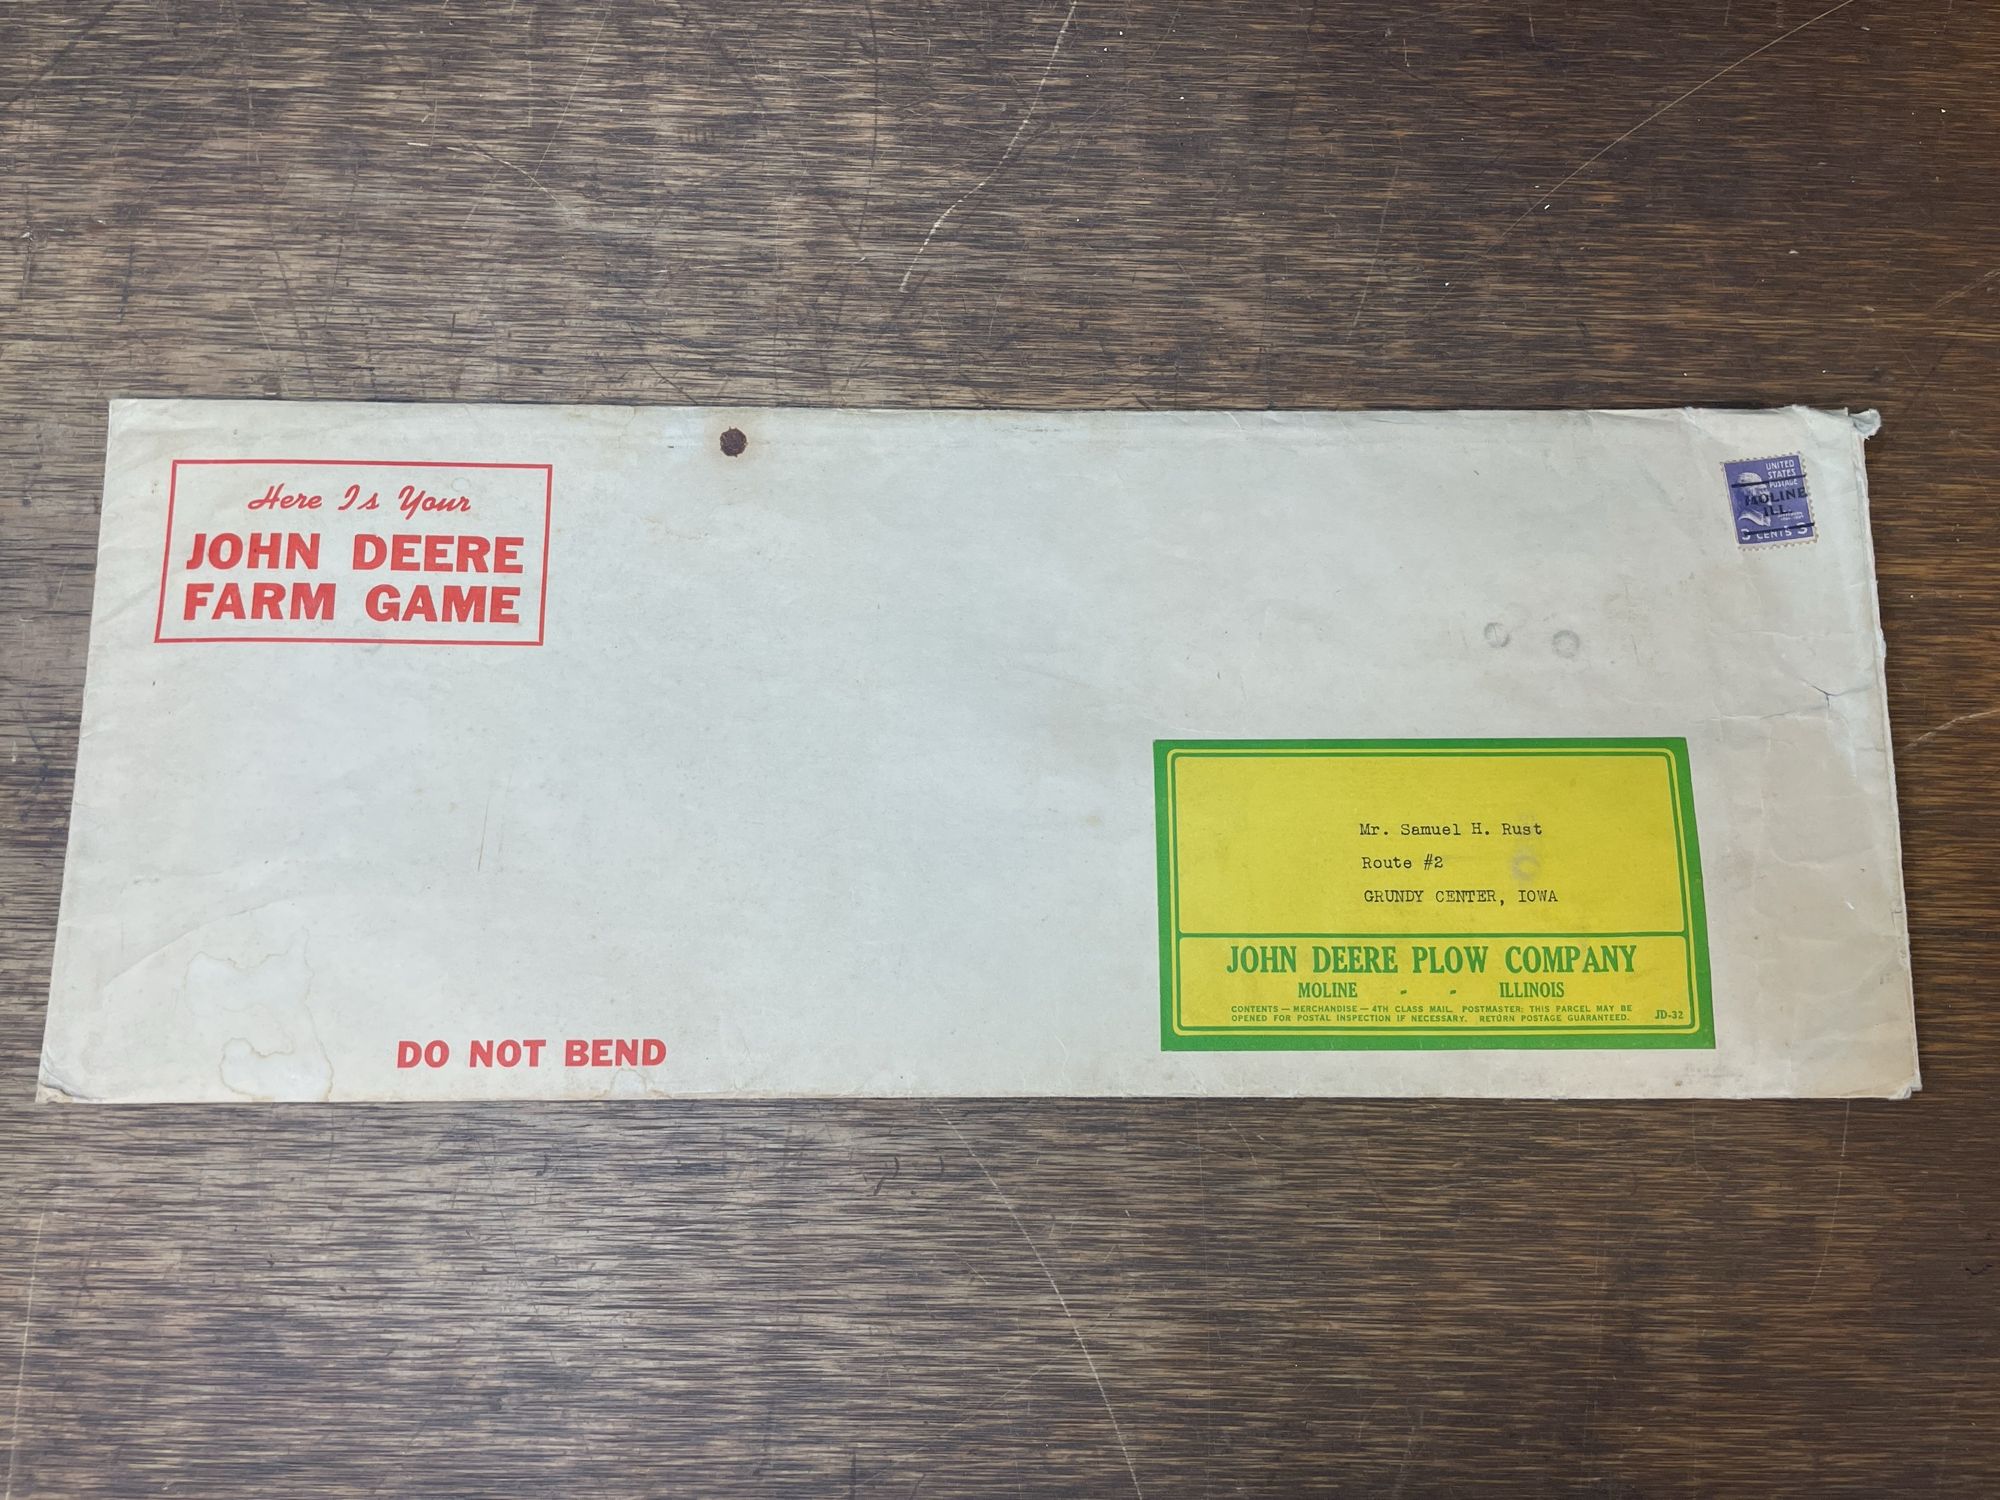 Here Is Your
JOHN DEERE
FARM GAME
UNITED
STATES
POSTAGE
MOLINE
ILL.
3 CENTS 3
Mr. Samuel H. Rust
Route #2
GRUNDY CENTER, IOWA
JOHN DEERE PLOW COMPANY
MOLINE - - ILLINOIS
CONTENTS — MERCHANDISE — 4TH CLASS MAIL. POSTMASTER: THIS PARCEL MAY BE
OPENED FOR POSTAL INSPECTION IF NECESSARY. RETURN POSTAGE GUARANTEED.
JD-32
DO NOT BEND